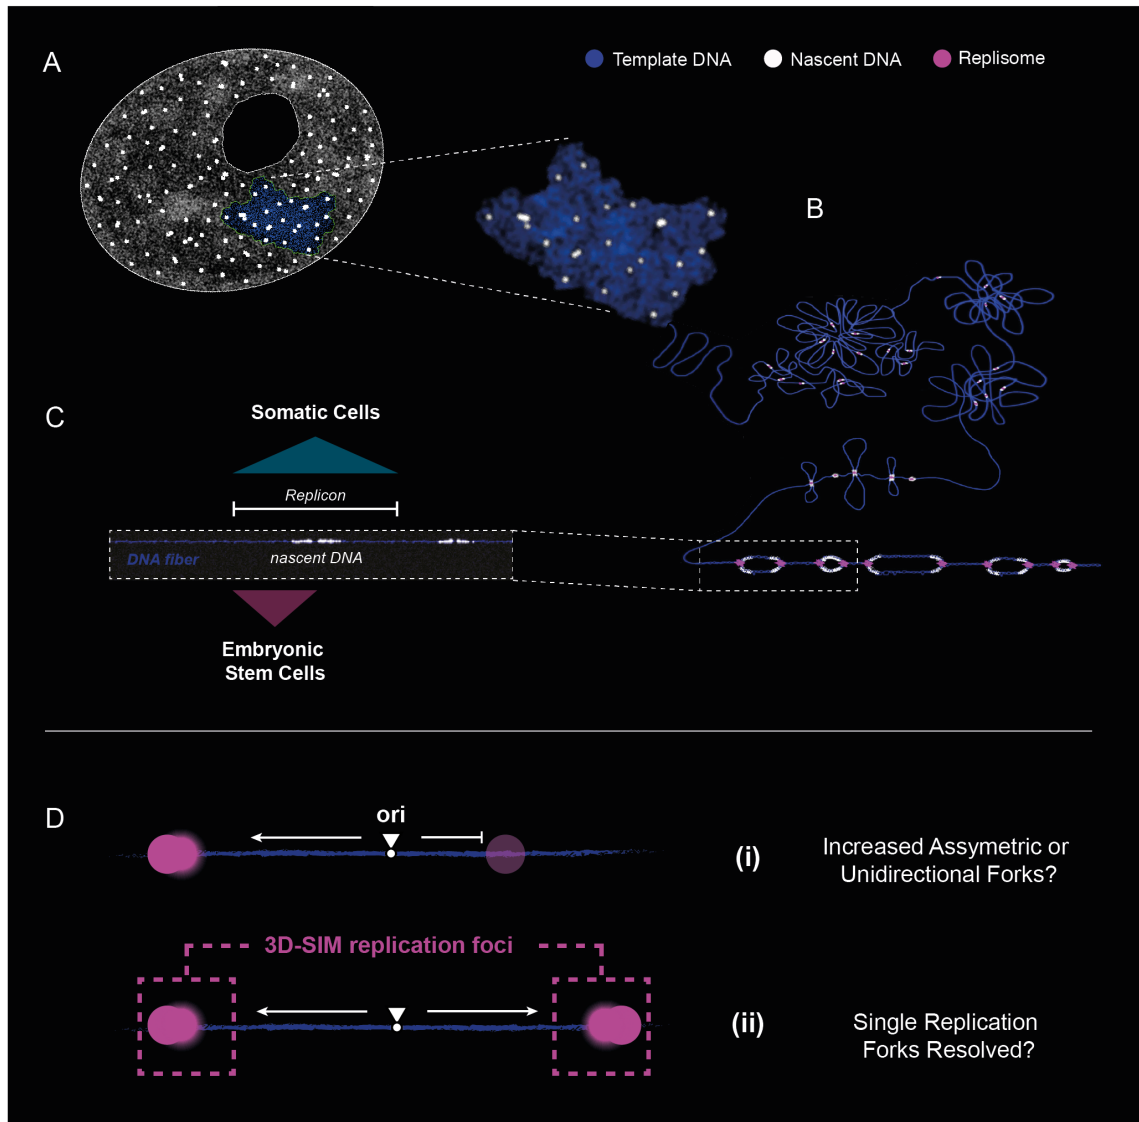 A
Template DNA
Nascent DNA
Replisome
B
C
Somatic Cells
Replicon
DNA fiber
nascent DNA
Embryonic
Stem Cells
D
ori
(i)
Increased Assymetric or
Unidirectional Forks?
3D-SIM replication foci
(ii)
Single Replication
Forks Resolved?